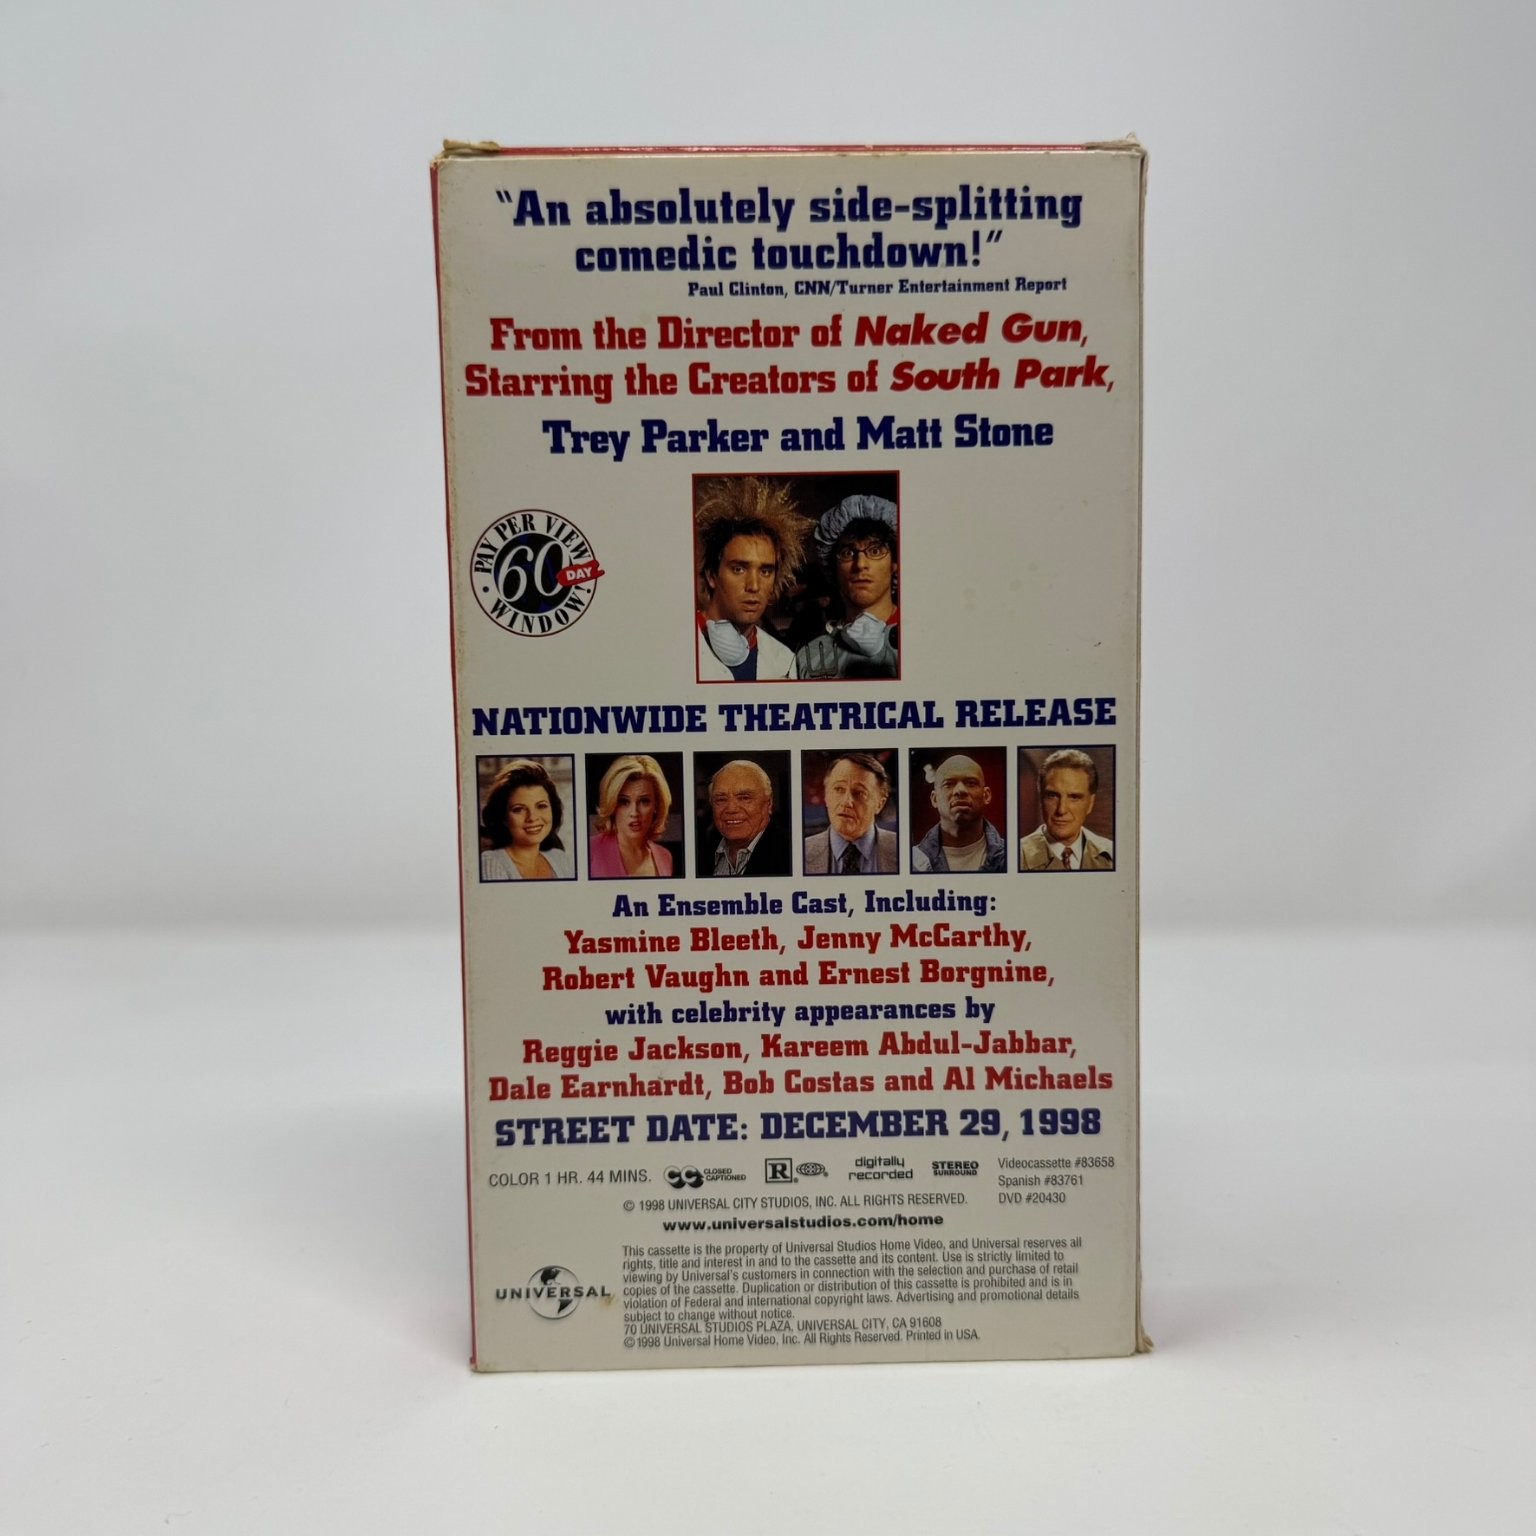 “An absolutely side-splitting
comedic touchdown!”
Paul Clinton, CNN/Turner Entertainment Report
From the Director of Naked Gun,
Starring the Creators of South Park,
Trey Parker and Matt Stone
PAY PER VIEW
60
DAY
WINDOW!
NATIONWIDE THEATRICAL RELEASE
An Ensemble Cast, Including:
Yasmine Bleeth, Jenny McCarthy,
Robert Vaughn and Ernest Borgnine,
with celebrity appearances by
Reggie Jackson, Kareem Abdul-Jabbar,
Dale Earnhardt, Bob Costas and Al Michaels
STREET DATE: DECEMBER 29, 1998
COLOR 1 HR. 44 MINS.
CC CLOSED
CAPTIONED
R
digitally
recorded
STEREO
SURROUND
Videocassette #83658
Spanish #83761
DVD #20430
© 1998 UNIVERSAL CITY STUDIOS, INC. ALL RIGHTS RESERVED.
www.universalstudios.com/home
UNIVERSAL
This cassette is the property of Universal Studios Home Video, and Universal reserves all
rights, title and interest in and to the cassette and its content. Use is strictly limited to
viewing by Universal's customers in connection with the selection and purchase of retail
copies of the cassette. Duplication or distribution of this cassette is prohibited and is in
violation of Federal and international copyright laws. Advertising and promotional details
subject to change without notice.
70 UNIVERSAL STUDIOS PLAZA, UNIVERSAL CITY, CA 91608
© 1998 Universal Home Video, Inc. All Rights Reserved. Printed in USA.